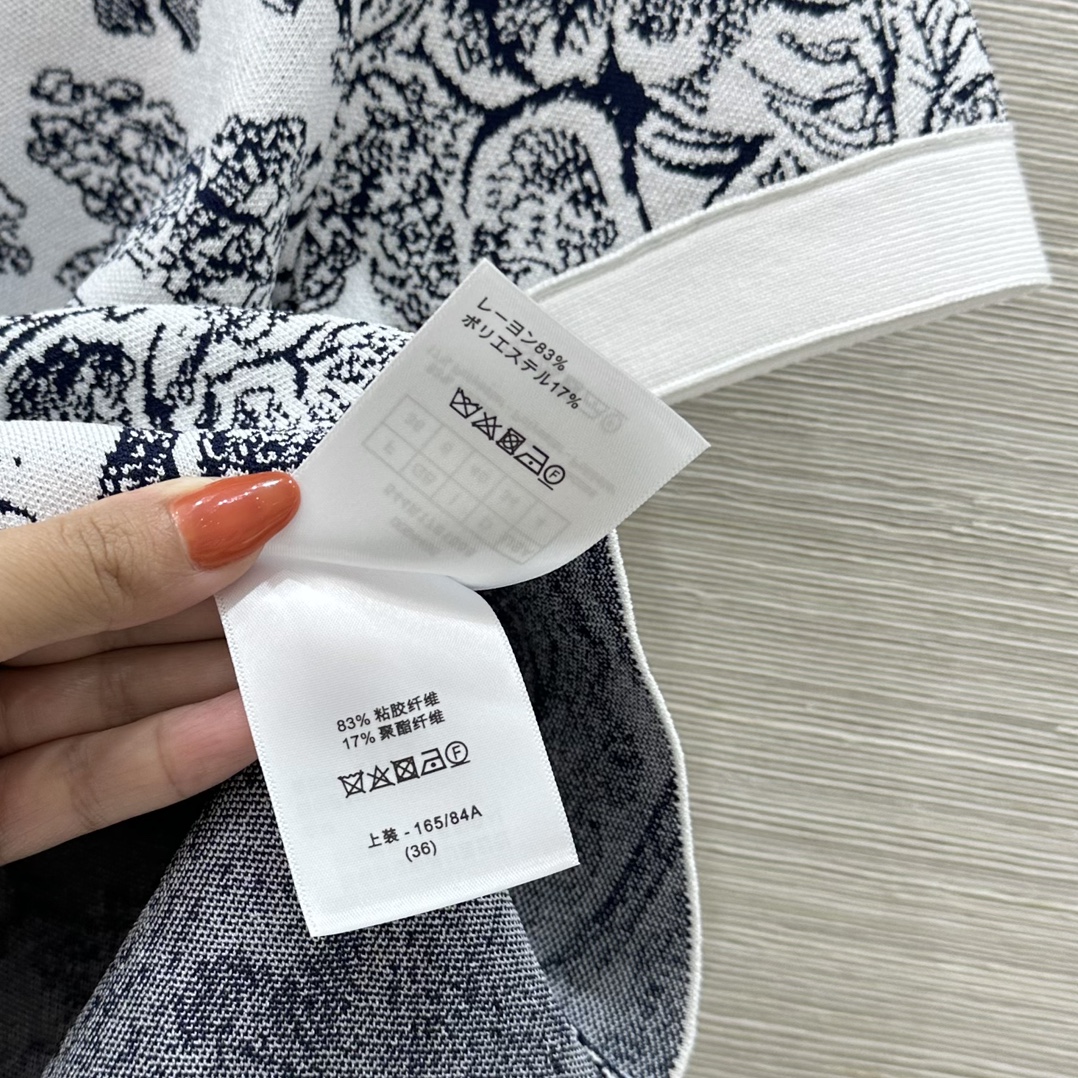 レーヨン83%
ポリエステル17%
F
83% 粘胶纤维
17% 聚酯纤维
F
上装 - 165/84A
(36)